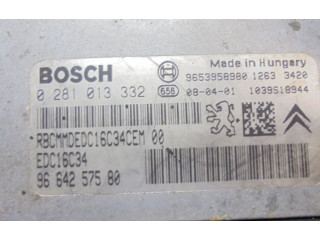 BOSCH
Made in Hungary
9653958980 1263 3420
0 281 013 332 656 08-04-01 1039S18944
RBCMMDEDC16C34CEM 00
EDC16C34
96 642 575 80